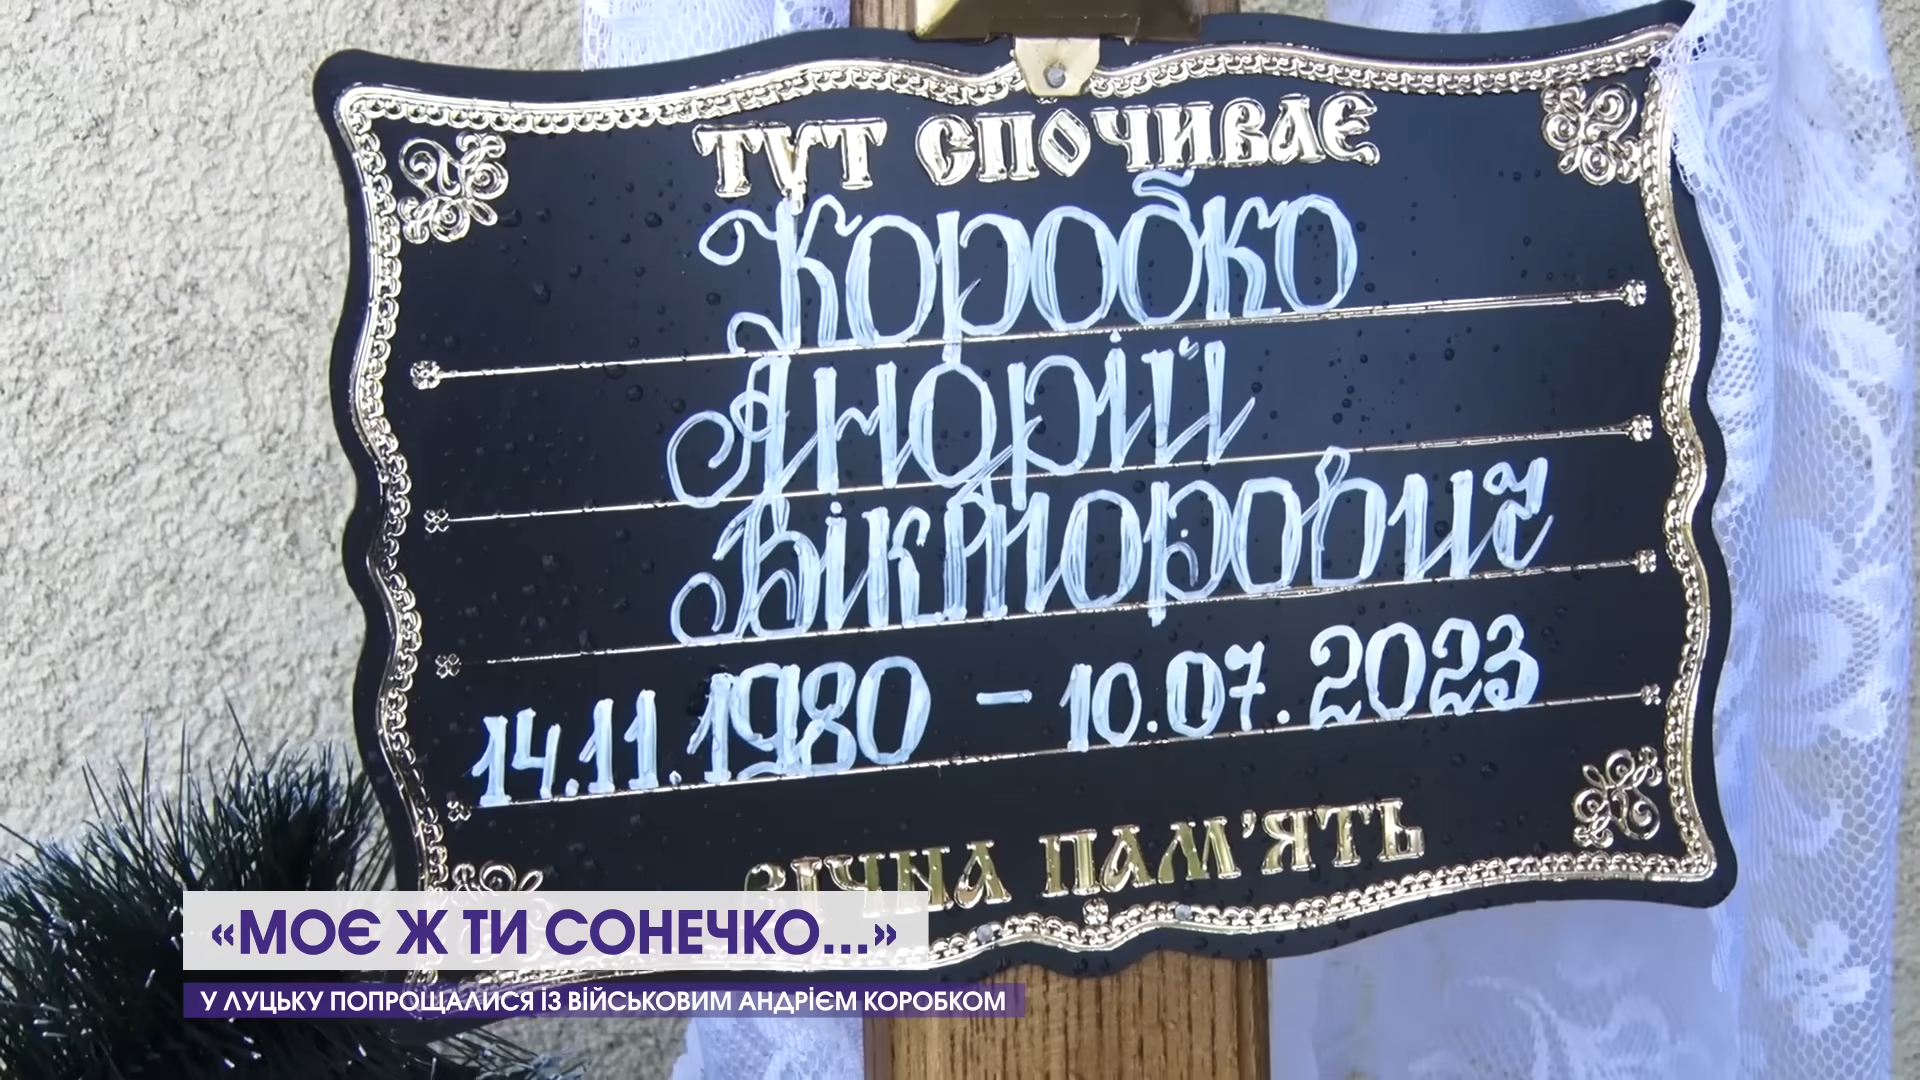 ТУТ СПОЧИВАЄ
Коробко
Андрій
Вікторович
14.11.1980 – 10.07.2023
ВІЧНА ПАМ'ЯТЬ
«МОЄ Ж ТИ СОНЕЧКО...»
У ЛУЦЬКУ ПОПРОЩАЛИСЯ ІЗ ВІЙСЬКОВИМ АНДРІЄМ КОРОБКОМ